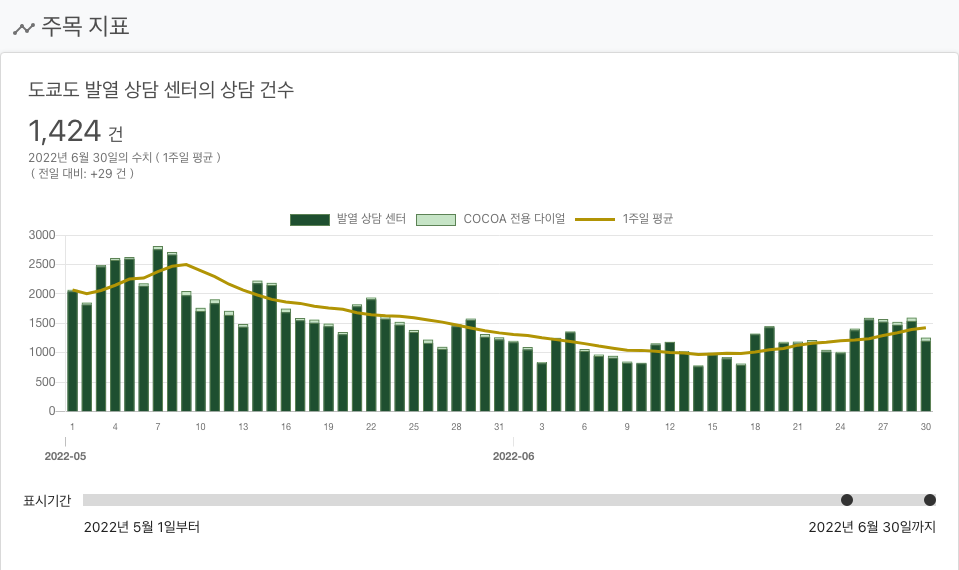 주목 지표
도쿄도 발열 상담 센터의 상담 건수
1,424 건
2022년 6월 30일의 수치 ( 1주일 평균 )
( 전일 대비: +29 건 )
발열 상담 센터 COCOA 전용 다이얼 1주일 평균
3000
2500
2000
1500
1000
500
0
1 4 7 10 13 16 19 22 25 28 31 3 6 9 12 15 18 21 24 27 30
2022-05 2022-06
표시기간
2022년 5월 1일부터 2022년 6월 30일까지